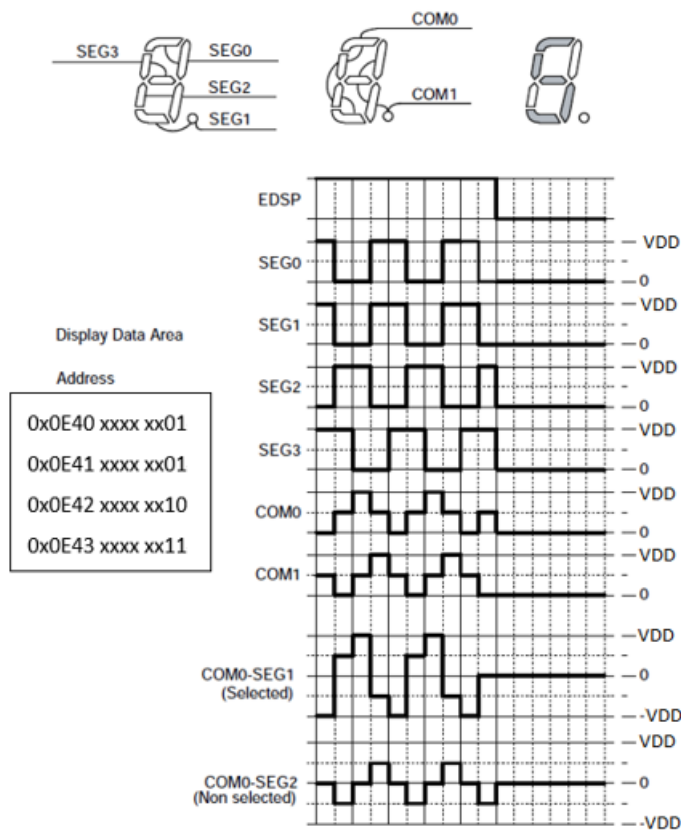 COM0
SEG3
SEG0
SEG2
COM1
SEG1
EDSP
VDD
SEG0
0
VDD
SEG1
Display Data Area
0
VDD
Address
SEG2
0
0x0E40 xxxx xx01
VDD
SEG3
0x0E41 xxxx xx01
0
VDD
0x0E42 xxxx xx10
COM0
0
0x0E43 xxxx xx11
VDD
COM1
0
VDD
COM0-SEG1
0
(Selected)
-VDD
VDD
COM0-SEG2
0
(Non selected)
-VDD